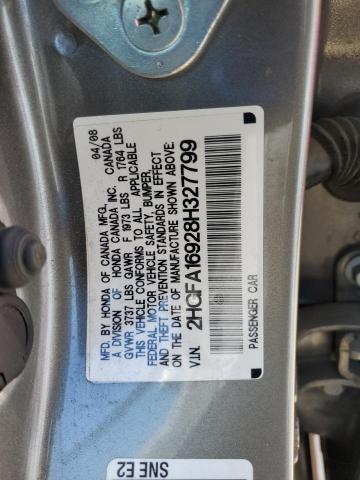 MFD. BY HONDA OF CANADA MFG. 04/08
A DIVISION OF HONDA CANADA INC. CANADA
GVWR 3737 LBS GAWR F 1973 LBS R 1764 LBS
THIS VEHICLE CONFORMS TO ALL APPLICABLE
FEDERAL MOTOR VEHICLE SAFETY, BUMPER,
AND THEFT PREVENTION STANDARDS IN EFFECT
ON THE DATE OF MANUFACTURE SHOWN ABOVE.
V.I.N. 2HGFA16928H327799
PASSENGER CAR
SNE E2